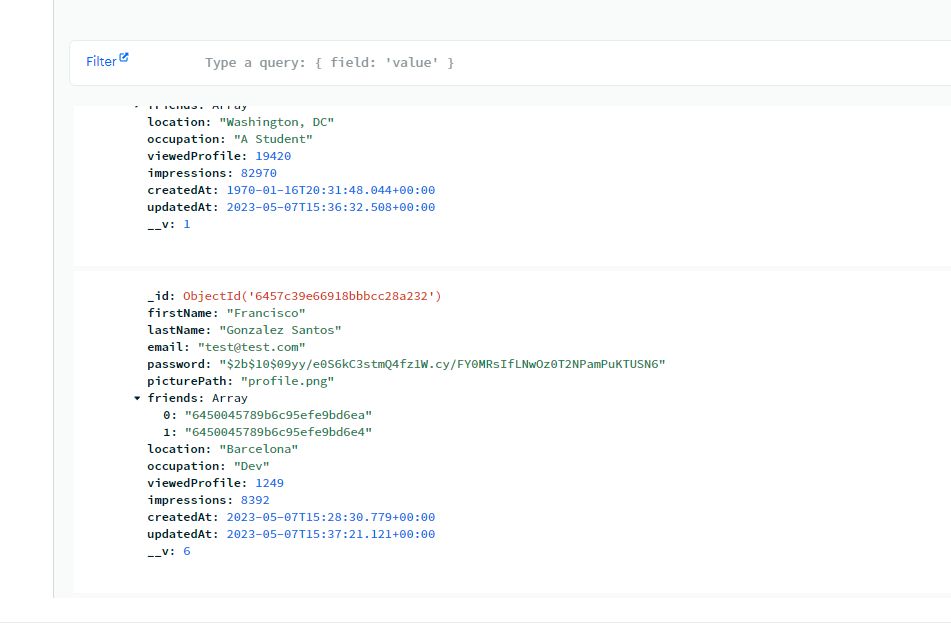 Filter
Type a query: { field: 'value' }
friends: Array
location: "Washington, DC"
occupation: "A Student"
viewedProfile: 19420
impressions: 82970
createdAt: 1970-01-16T20:31:48.044+00:00
updatedAt: 2023-05-07T15:36:32.508+00:00
__v: 1
_id: ObjectId('6457c39e66918bbbcc28a232')
firstName: "Francisco"
lastName: "Gonzalez Santos"
email: "test@test.com"
password: "$2b$10$09yy/e0S6kC3stmQ4fz1W.cy/FY0MRsIfLNwOz0T2NPamPuKTUSN6"
picturePath: "profile.png"
friends: Array
0: "6450045789b6c95efe9bd6ea"
1: "6450045789b6c95efe9bd6e4"
location: "Barcelona"
occupation: "Dev"
viewedProfile: 1249
impressions: 8392
createdAt: 2023-05-07T15:28:30.779+00:00
updatedAt: 2023-05-07T15:37:21.121+00:00
__v: 6